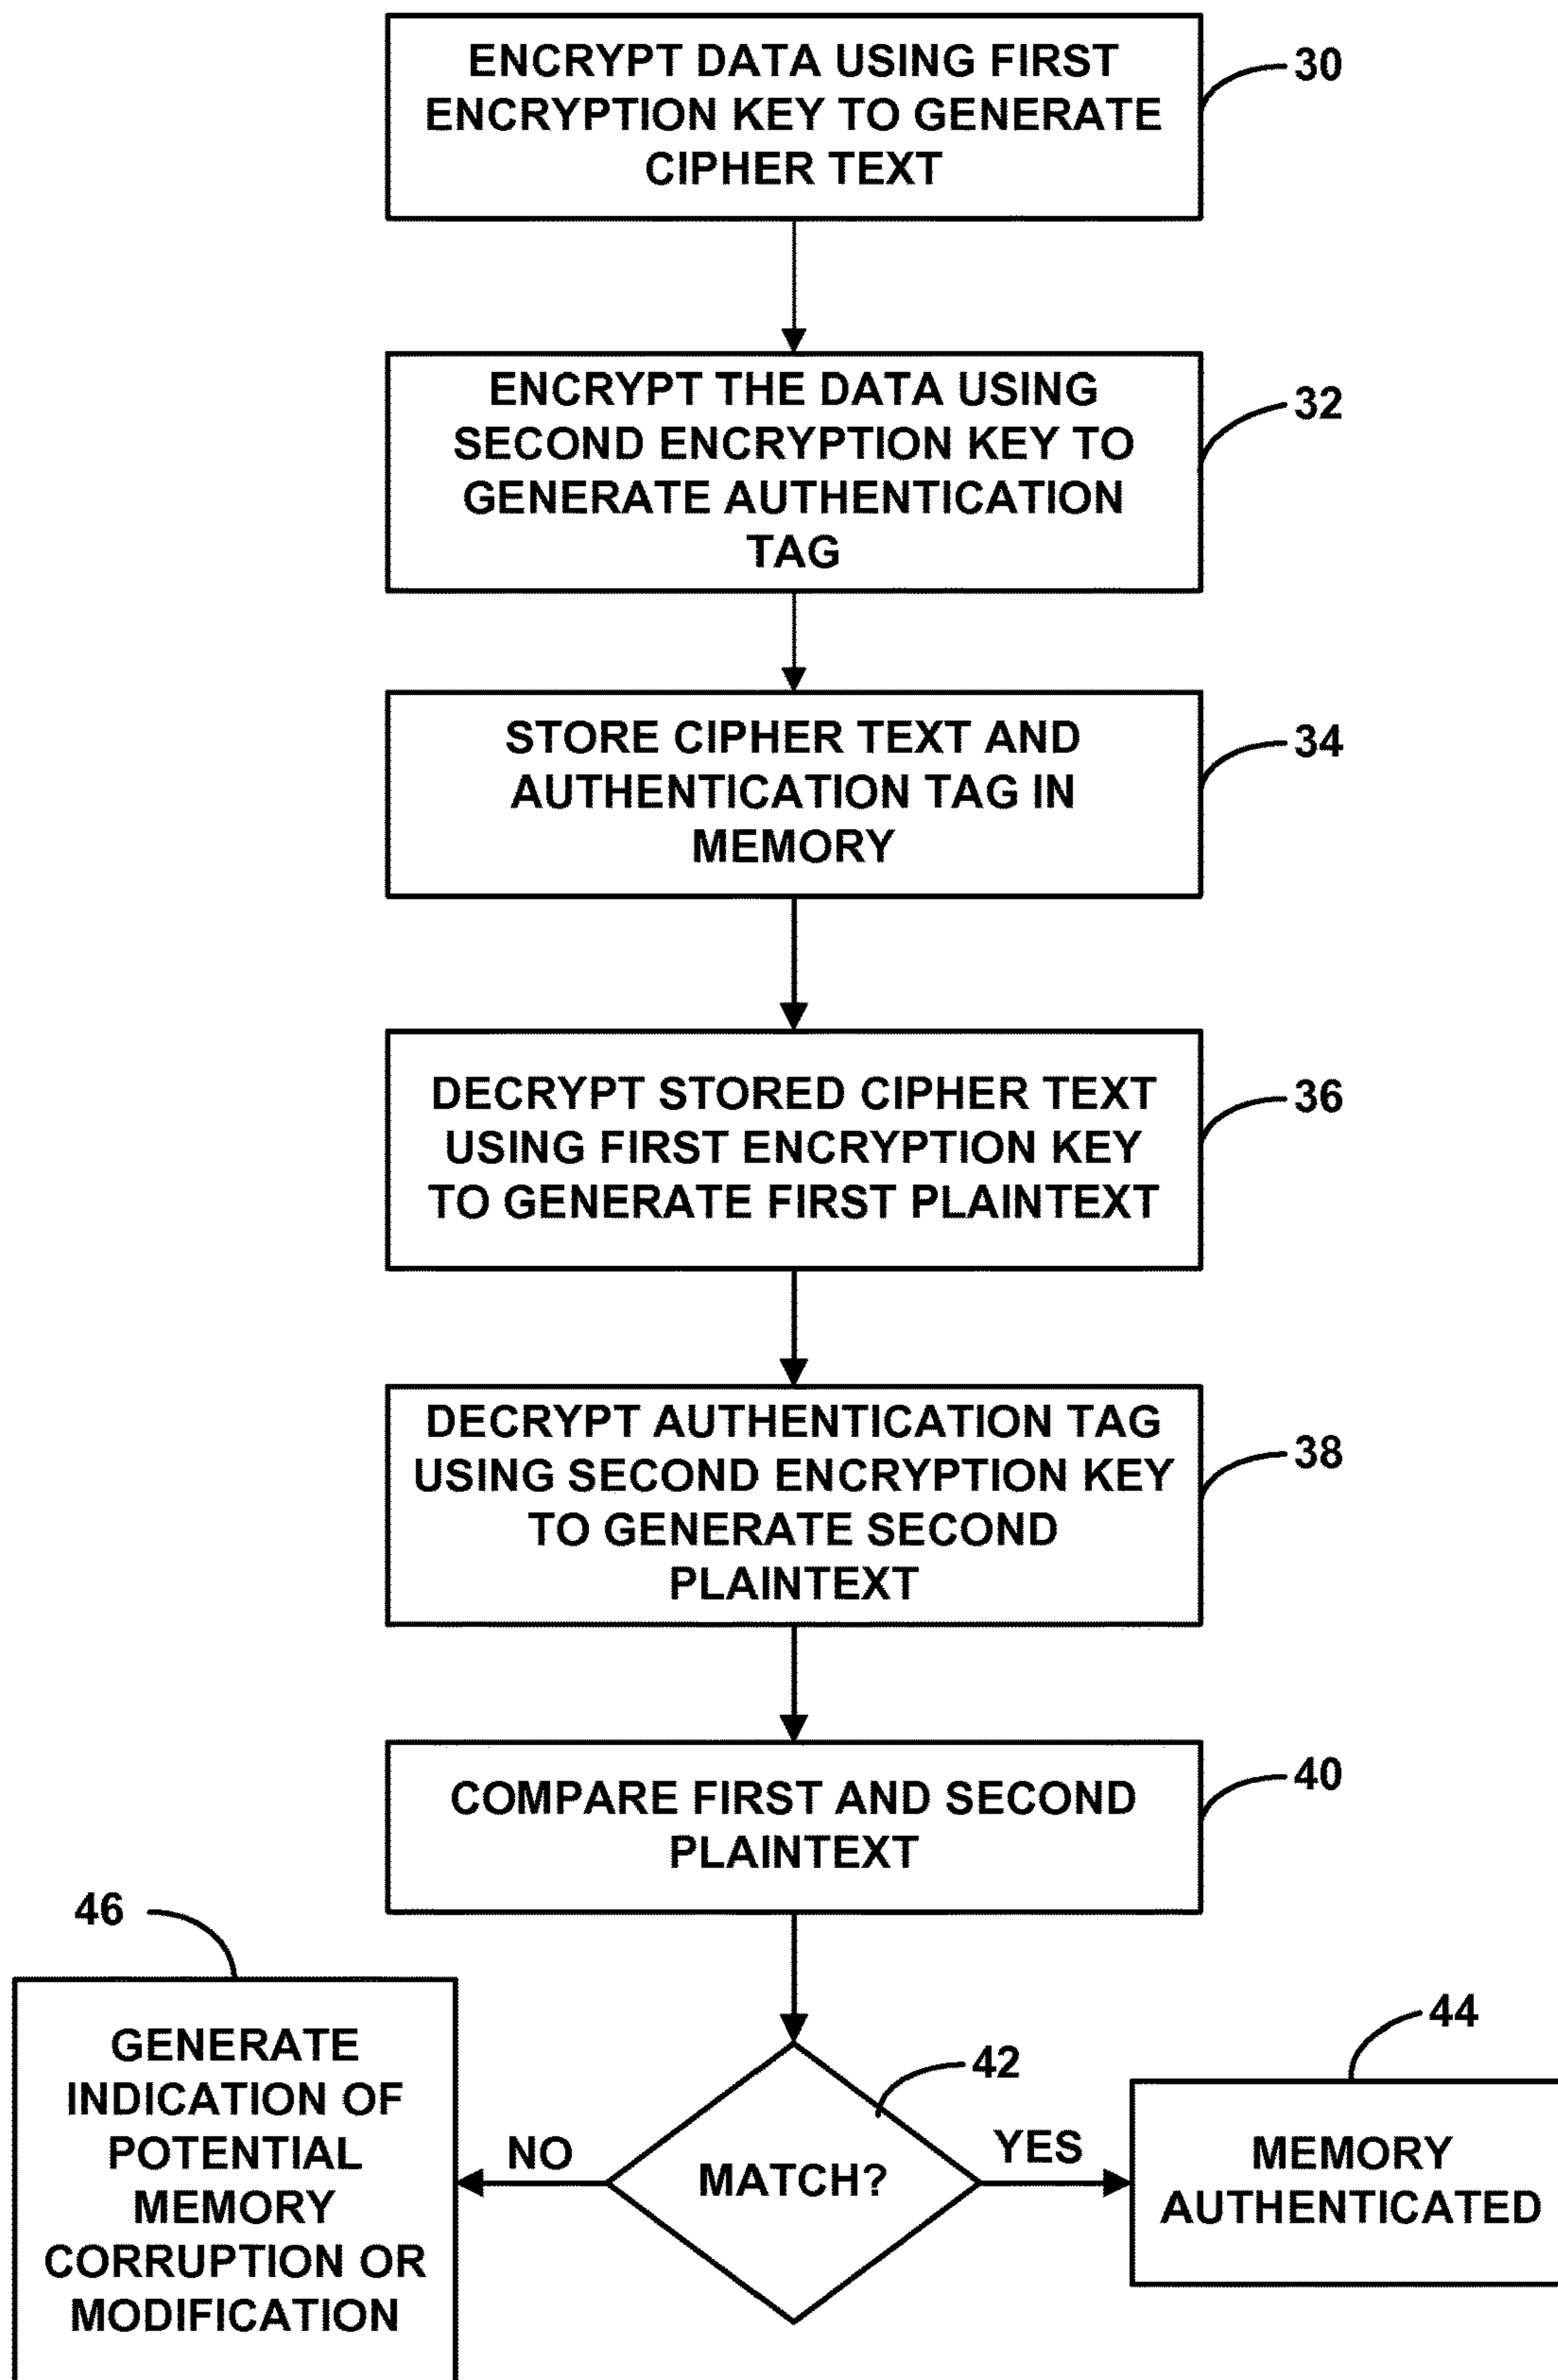 ENCRYPT DATA USING FIRST
ENCRYPTION KEY TO GENERATE
CIPHER TEXT
30
ENCRYPT THE DATA USING
SECOND ENCRYPTION KEY TO
GENERATE AUTHENTICATION
TAG
32
STORE CIPHER TEXT AND
AUTHENTICATION TAG IN
MEMORY
34
DECRYPT STORED CIPHER TEXT
USING FIRST ENCRYPTION KEY
TO GENERATE FIRST PLAINTEXT
36
DECRYPT AUTHENTICATION TAG
USING SECOND ENCRYPTION KEY
TO GENERATE SECOND
PLAINTEXT
38
COMPARE FIRST AND SECOND
PLAINTEXT
40
46
GENERATE
INDICATION OF
POTENTIAL
MEMORY
CORRUPTION OR
MODIFICATION
NO
MATCH?
42
YES
44
MEMORY
AUTHENTICATED